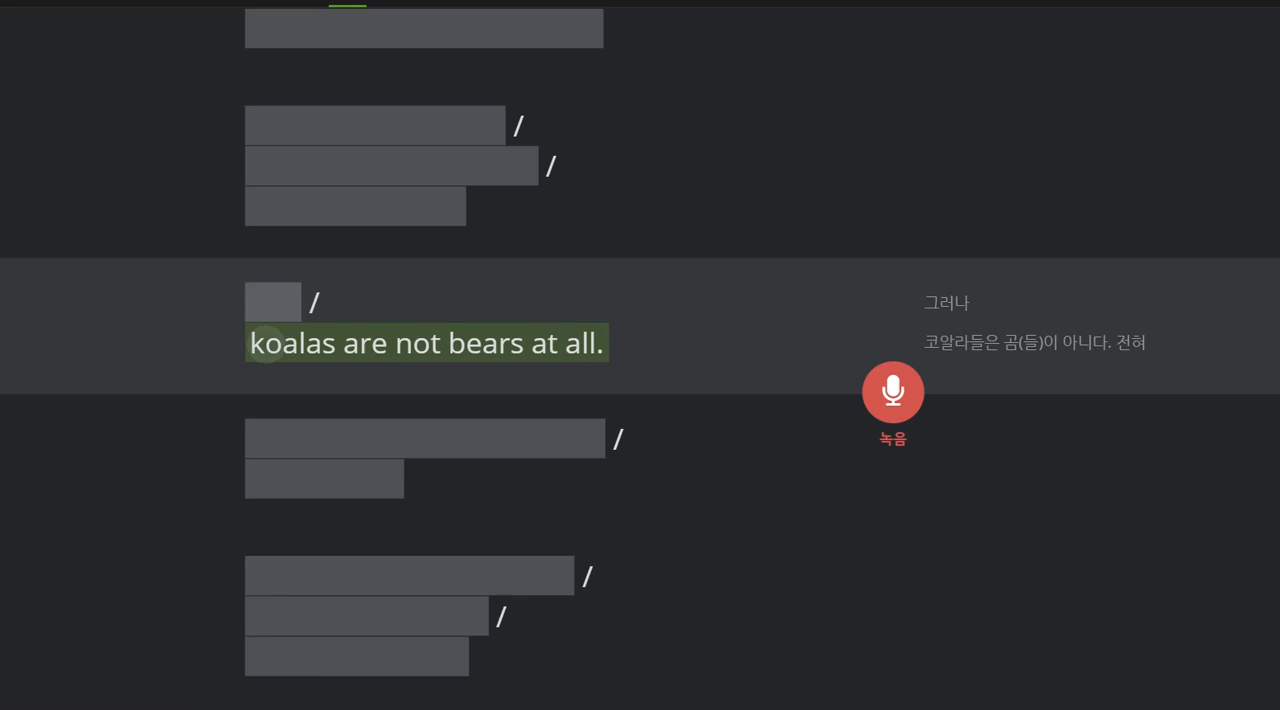 /
/
/
그러나
koalas are not bears at all.
코알라들은 곰(들)이 아니다. 전혀
녹음
/
/
/